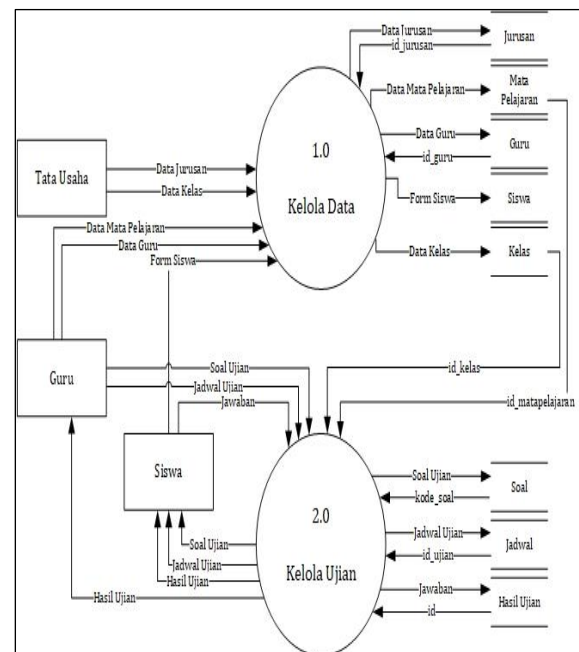 Data Jurusan
id_jurusan
Jurusan
Data Mata Pelajaran
Mata
Pelajaran
1.0
Kelola Data
Data Guru
id_guru
Guru
Tata Usaha
Data Jurusan
Data Kelas
Form Siswa
Siswa
Data Mata Pelajaran
Data Guru
Form Siswa
Data Kelas
Kelas
Guru
Soal Ujian
Jadwal Ujian
Jawaban
id_kelas
id_matapelajaran
Siswa
2.0
Kelola Ujian
Soal Ujian
kode_soal
Soal
Soal Ujian
Jadwal Ujian
Hasil Ujian
Jadwal Ujian
id_ujian
Jadwal
Hasil Ujian
Jawaban
id
Hasil Ujian